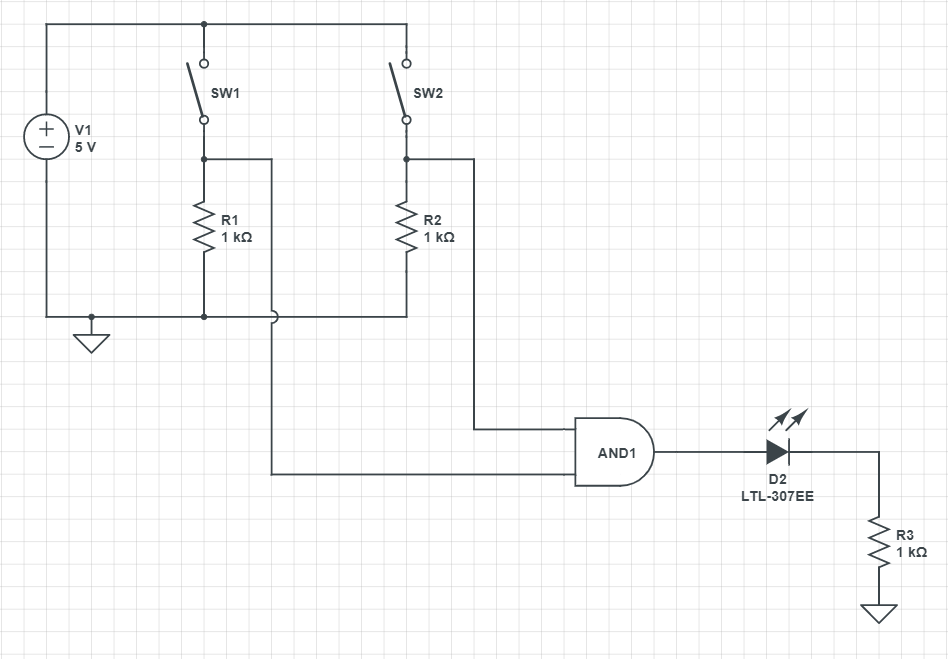 SW1
SW2
V1
5 V
R1
1 kΩ
R2
1 kΩ
AND1
D2
LTL-307EE
R3
1 kΩ